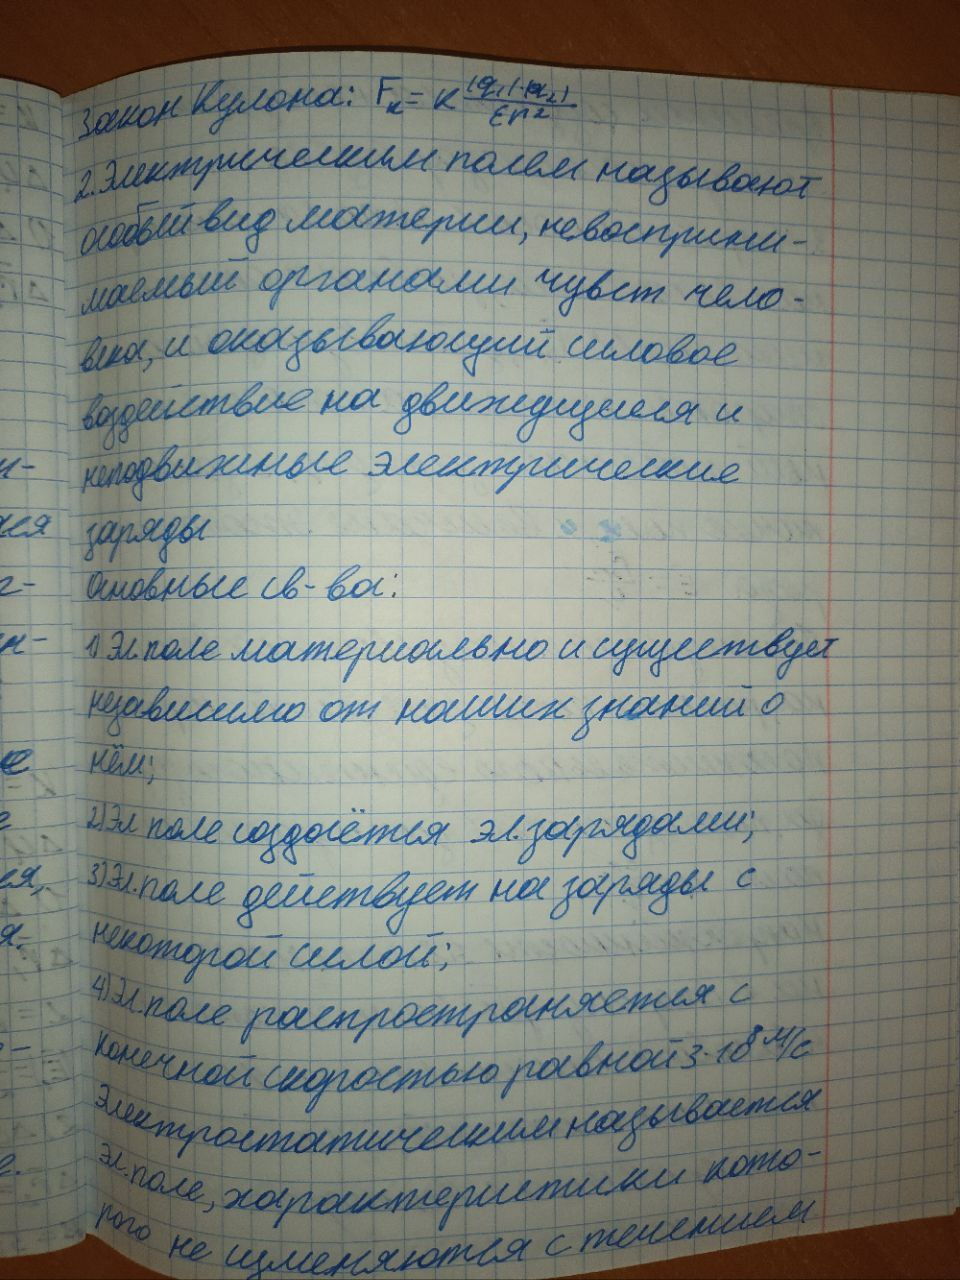 Закон Кулона: Fк = k |q₁|·|q₂| / εr²
2. Электрическим полем называют
особый вид материи, невосприни-
маемый органами чувст чело-
века, и оказывающий силовое
воздействие на движущиеся и
неподвижные электрические
заряды
Основные св-ва:
1) Эл. поле материально и существует
независимо от наших знаний о
нём;
2) Эл поле создаётся эл. зарядами;
3) Эл. поле действует на заряды с
некоторой силой;
4) Эл. поле распространяется с
конечной скоростью равной 3·10⁸ м/с
Электростатическим называется
эл. поле, характеристики кото-
рого не изменяются с течением